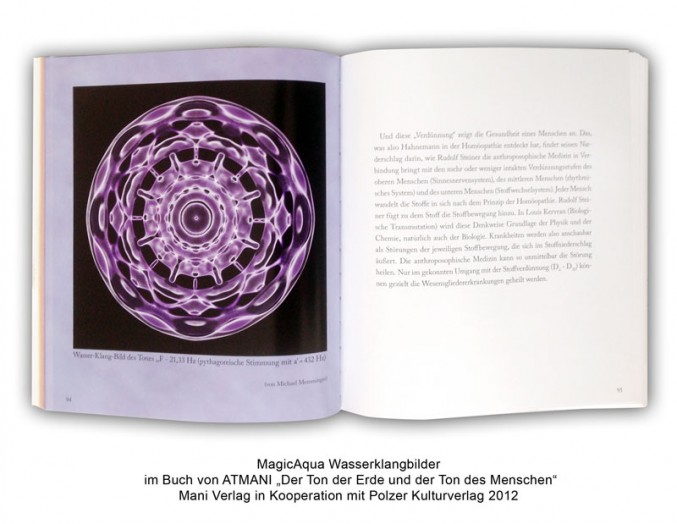 Wasser-Klang-Bild des Tones „F - 21,33 Hz (pythagoreische Stimmung mit a' = 432 Hz)
(von Michael
44
Und diese „Verdünnung“ zeigt die Gesundheit eines Menschen an. Das,
was also Hahnemann in der Homöopathie entdeckt hat, findet seinen Nie-
derschlag darin, wie Rudolf Steiner die anthroposophische Medizin in Ver-
bindung bringt mit den mehr oder weniger intakten Verdünnungsstufen des
oberen Menschen (Sinnesnervensystem), des mittleren Menschen (rhythmi-
sches System) und des unteren Menschen (Stoffwechselsystem). Jeder Mensch
wandelt die Stoffe in sich nach dem Prinzip der Homöopathie. Rudolf Stei-
ner fügt zu dem Stoff die Stoffbewegung hinzu. In Louis Kervran (Biologi-
sche Transmutation) wird diese Denkweise Grundlage der Physik und der
Chemie, natürlich auch der Biologie. Krankheiten werden also anschaubar
als Störungen der jeweiligen Stoffbewegung, die sich im Stoffniederschlag
äußert. Die anthroposophische Medizin kann so unmittelbar die Störung
heilen. Nur im gekonnten Umgang mit der Stoffverdünnung (D - D) kön-
nen gezielt die Wesensgliedererkrankungen geheilt werden.
45
MagicAqua Wasserklangbilder
im Buch von ATMANI „Der Ton der Erde und der Ton des Menschen“
Mani Verlag in Kooperation mit Polzer Kulturverlag 2012